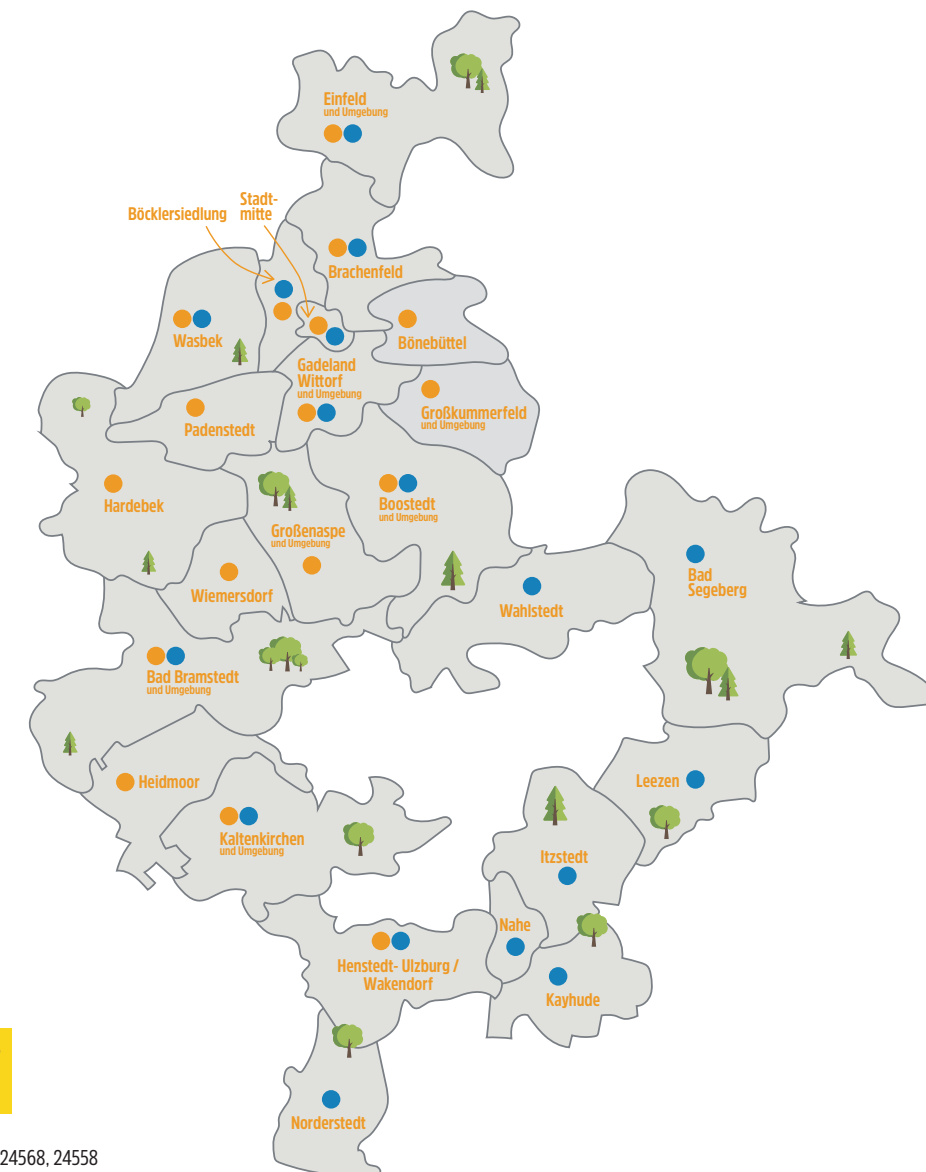 Einfeld
und Umgebung
Stadt-
mitte
Böcklersiedlung
Brachenfeld
Wasbek
Bönebüttel
Gadeland
Wittorf
und Umgebung
Großkummerfeld
und Umgebung
Padenstedt
Hardebek
Boostedt
und Umgebung
Großenaspe
und Umgebung
Wiemersdorf
Wahlstedt
Bad
Segeberg
Bad Bramstedt
und Umgebung
Heidmoor
Leezen
Kaltenkirchen
und Umgebung
Itzstedt
Nahe
Henstedt- Ulzburg /
Wakendorf
Kayhude
Norderstedt
24568, 24558